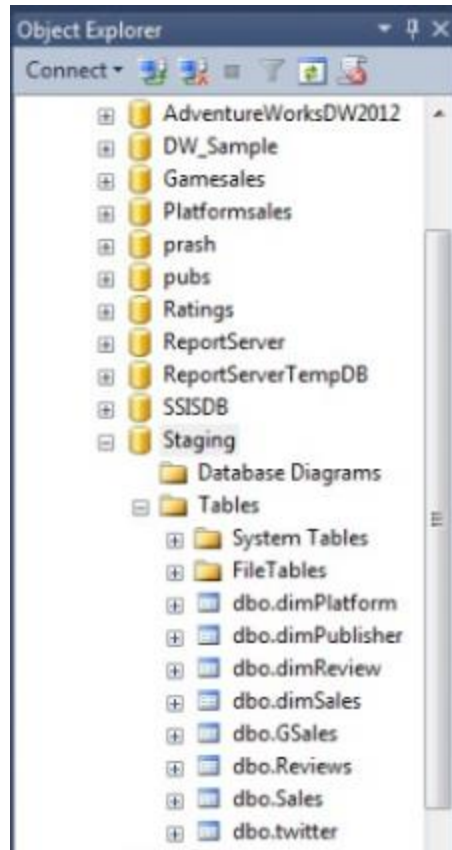 Object Explorer
Connect
AdventureWorksDW2012
DW_Sample
Gamesales
Platformsales
prash
pubs
Ratings
ReportServer
ReportServerTempDB
SSISDB
Staging
Database Diagrams
Tables
System Tables
FileTables
dbo.dimPlatform
dbo.dimPublisher
dbo.dimReview
dbo.dimSales
dbo.GSales
dbo.Reviews
dbo.Sales
dbo.twitter